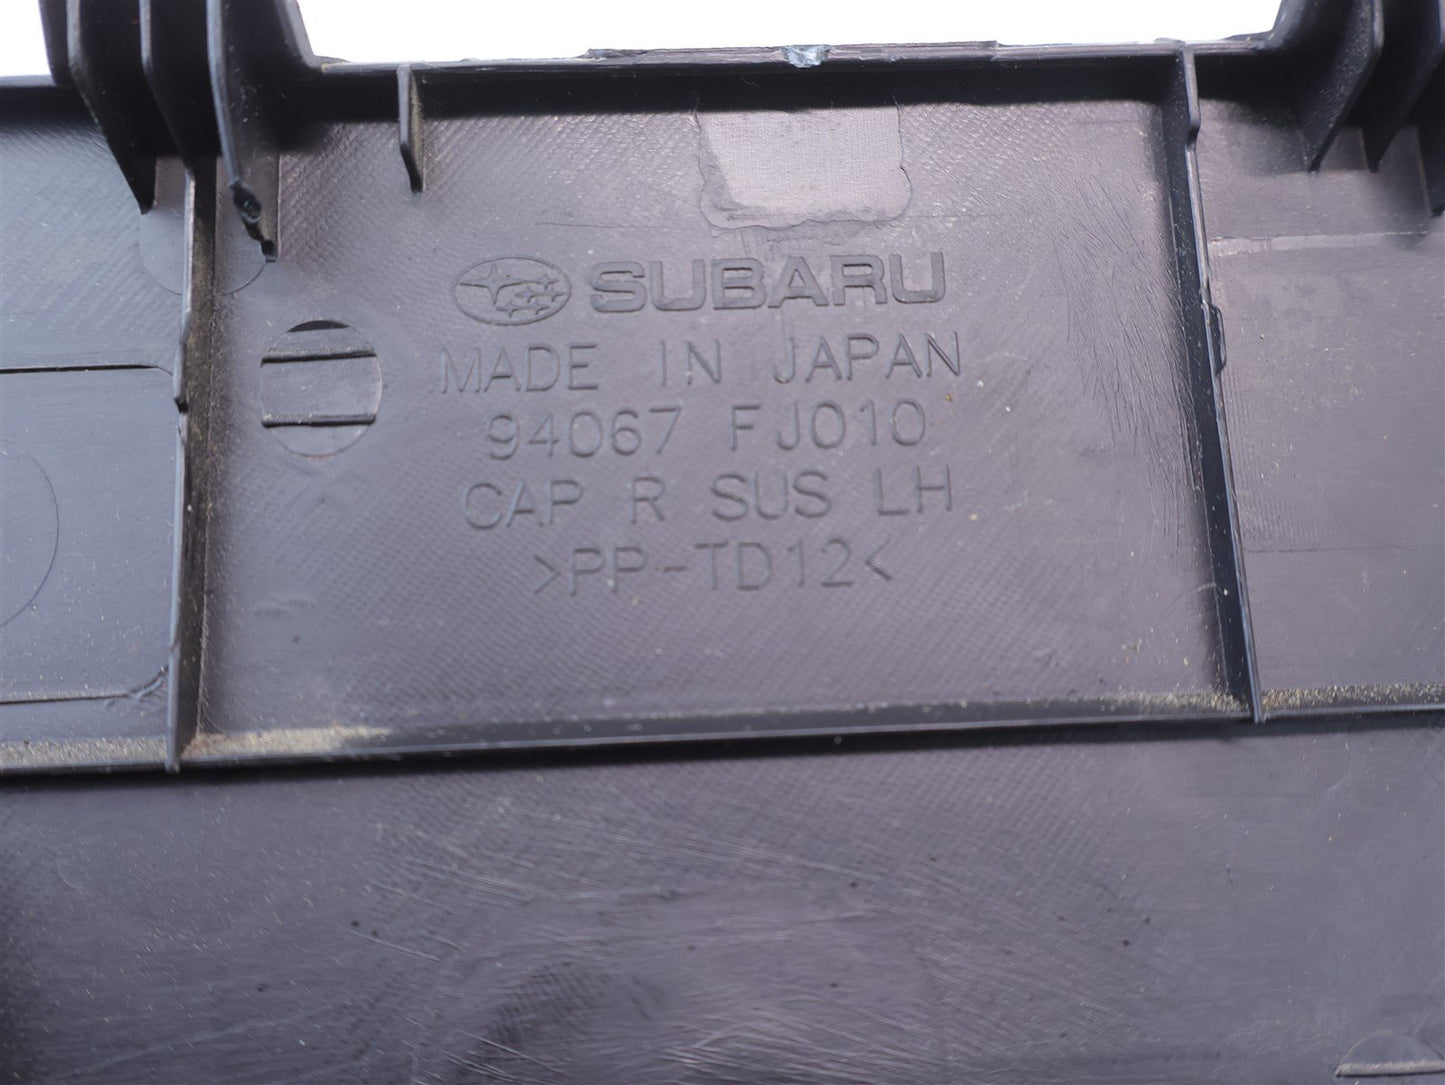 SUBARU
MADE IN JAPAN
94067 FJ010
CAP R SUS LH
>PP-TD12<